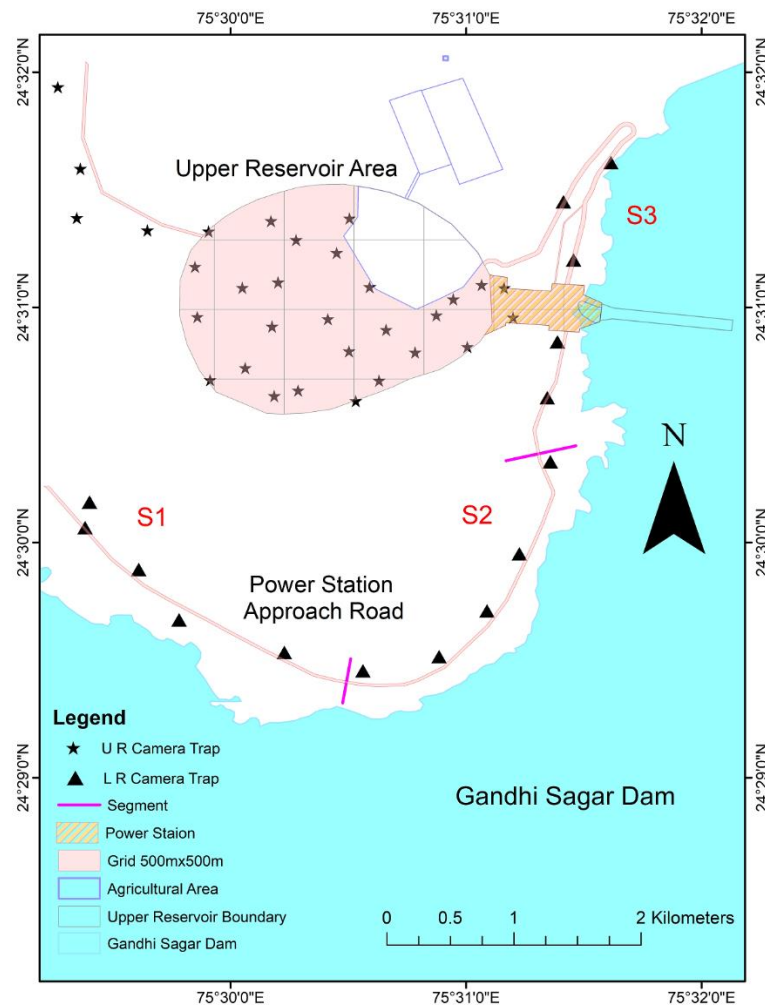 75°30'0"E 75°31'0"E 75°32'0"E
24°32'0"N 24°32'0"N
Upper Reservoir Area
S3
24°31'0"N 24°31'0"N
N
S1 S2
24°30'0"N 24°30'0"N
Power Station
Approach Road
Legend
U R Camera Trap
L R Camera Trap
24°29'0"N 24°29'0"N
Segment
Gandhi Sagar Dam
Power Staion
Grid 500mx500m
Agricultural Area
Upper Reservoir Boundary
Gandhi Sagar Dam
0 0.5 1 2 Kilometers
75°30'0"E 75°31'0"E 75°32'0"E